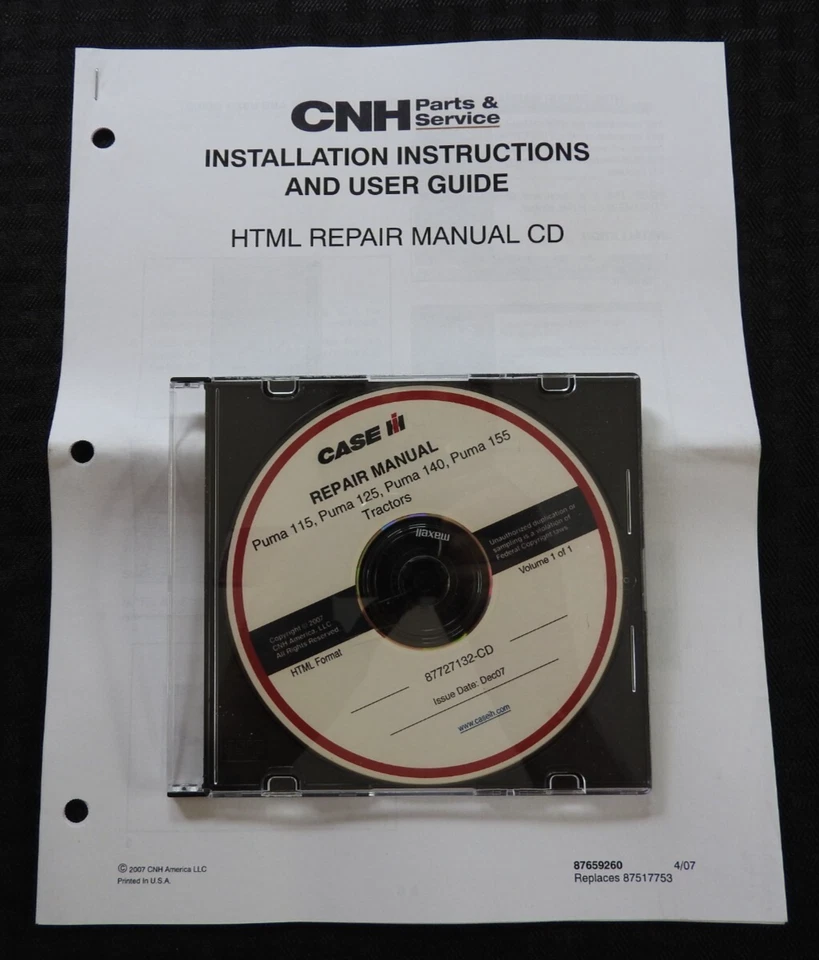 CNH Parts & Service
INSTALLATION INSTRUCTIONS
AND USER GUIDE
HTML REPAIR MANUAL CD
CASE IH
REPAIR MANUAL
Puma 115, Puma 125, Puma 140, Puma 155
Tractors
maxell
Unauthorized duplication or
sampling is a violation of
Federal Copyright laws.
Volume 1 of 1
Copyright © 2007
CNH America, LLC
All Rights Reserved
HTML Format
87727132-CD
Issue Date: Dec07
www.caseih.com
© 2007 CNH America LLC
Printed In U.S.A.
87659260 4/07
Replaces 87517753